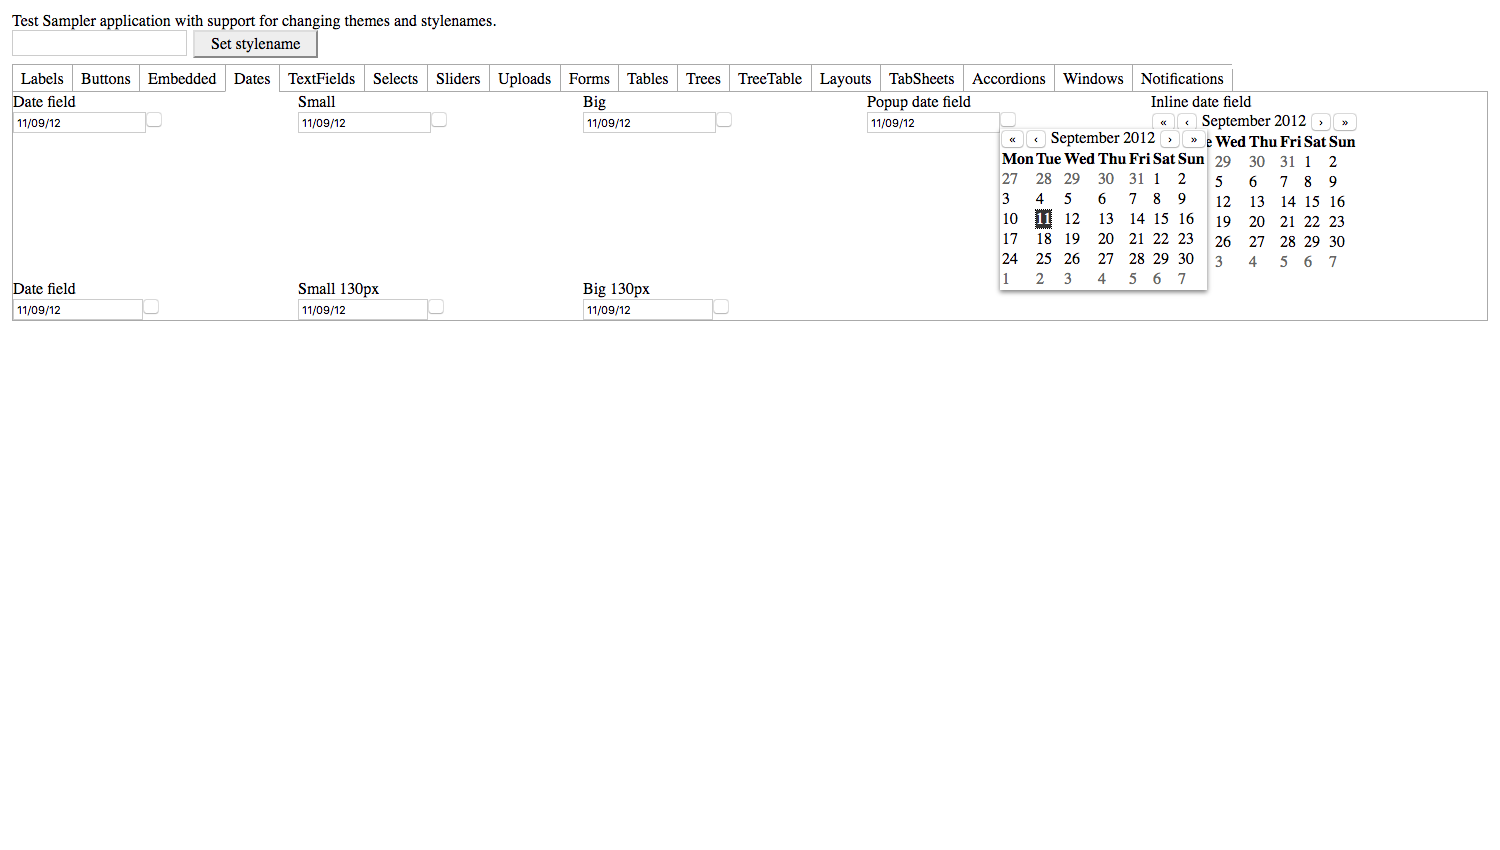 Test Sampler application with support for changing themes and stylenames.
Set stylename
Labels Buttons Embedded Dates TextFields Selects Sliders Uploads Forms Tables Trees TreeTable Layouts TabSheets Accordions Windows Notifications
Date field Small Big Popup date field Inline date field
11/09/12 11/09/12 11/09/12 11/09/12
« ‹ September 2012 › »
Mon Tue Wed Thu Fri Sat Sun
27 28 29 30 31 1 2
3 4 5 6 7 8 9
10 11 12 13 14 15 16
17 18 19 20 21 22 23
24 25 26 27 28 29 30
1 2 3 4 5 6 7
« ‹ September 2012 › »
e Wed Thu Fri Sat Sun
29 30 31 1 2
5 6 7 8 9
12 13 14 15 16
19 20 21 22 23
26 27 28 29 30
3 4 5 6 7
Date field Small 130px Big 130px
11/09/12 11/09/12 11/09/12